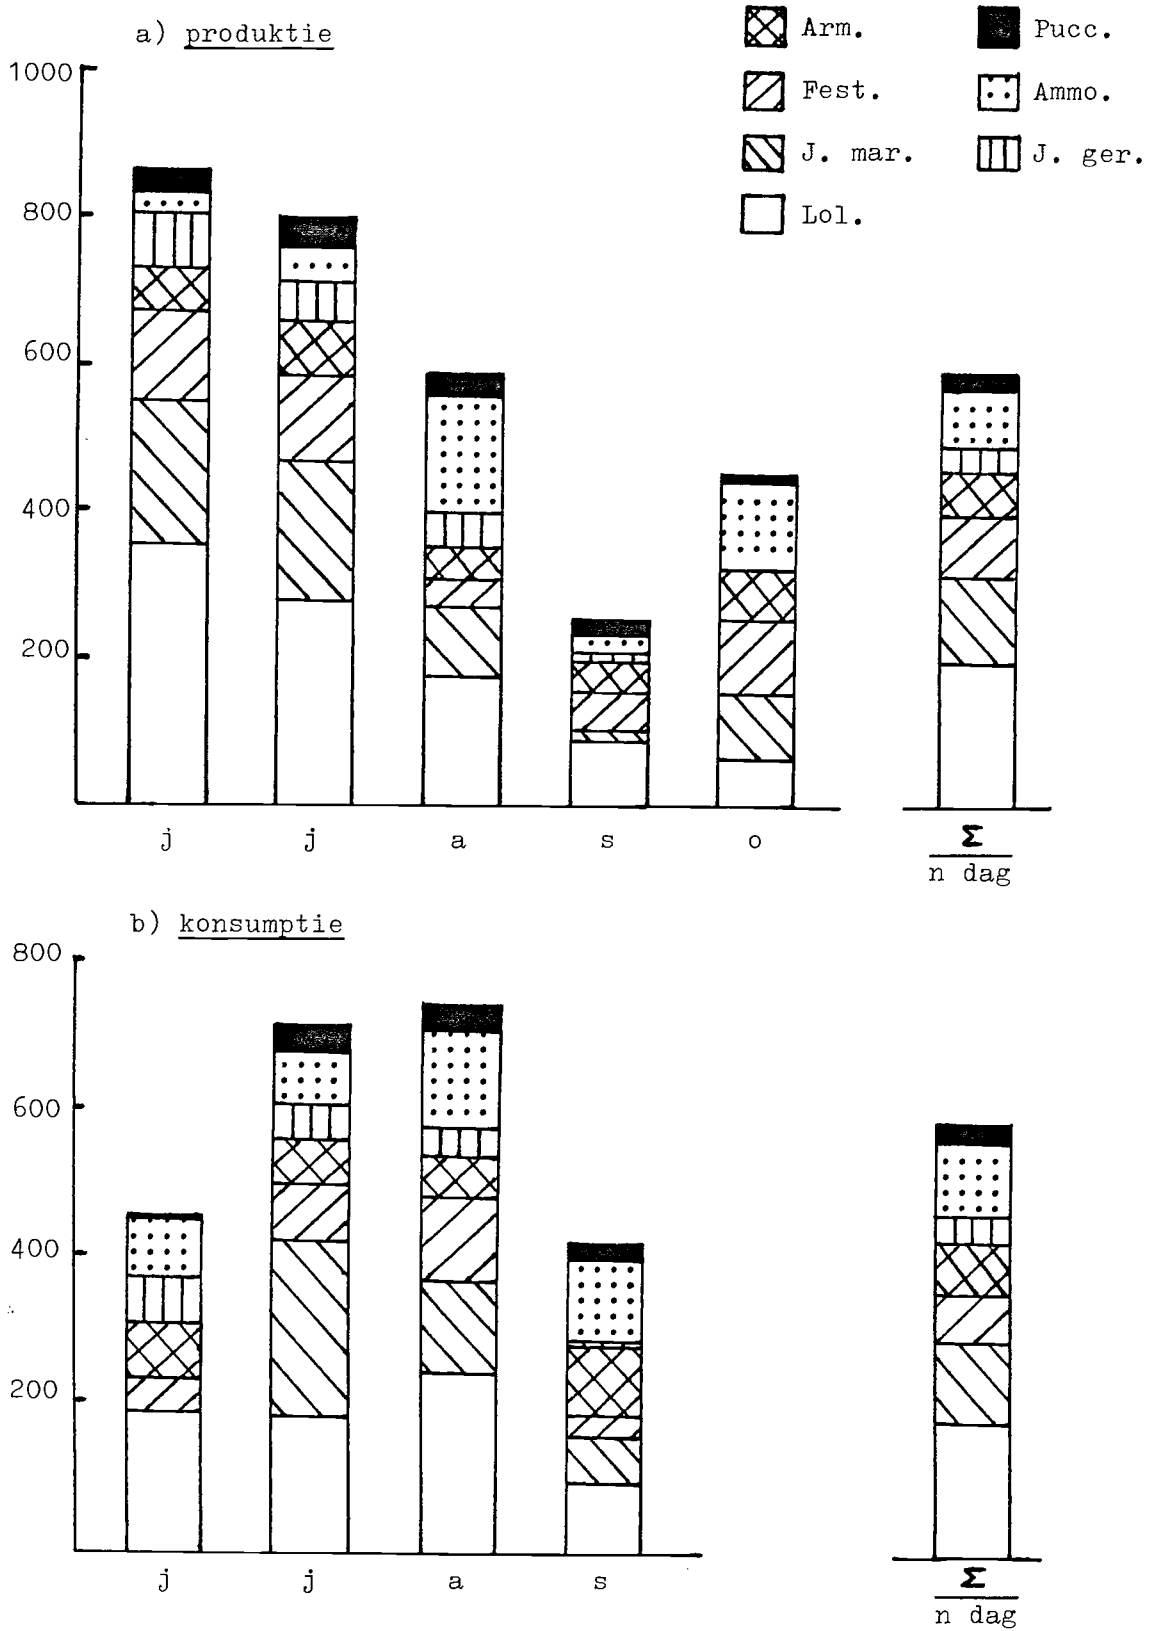 a) produktie
Arm.
Pucc.
Fest.
Ammo.
J. mar.
J. ger.
Lol.
1000
800
600
400
200
j j a s o
Σ
n dag
b) konsumptie
800
600
400
200
j j a s
Σ
n dag